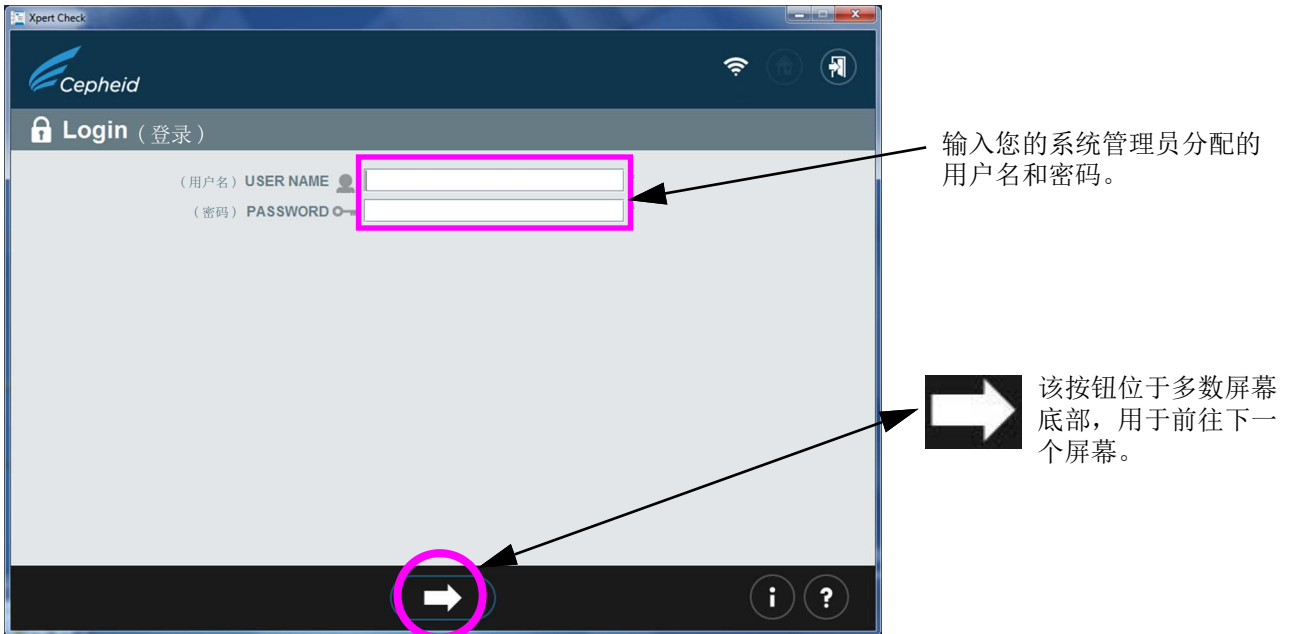 Xpert Check
Cepheid
Login（登录）
（用户名）USER NAME
（密码）PASSWORD
输入您的系统管理员分配的
用户名和密码。
该按钮位于多数屏幕
底部，用于前往下一
个屏幕。
i ?